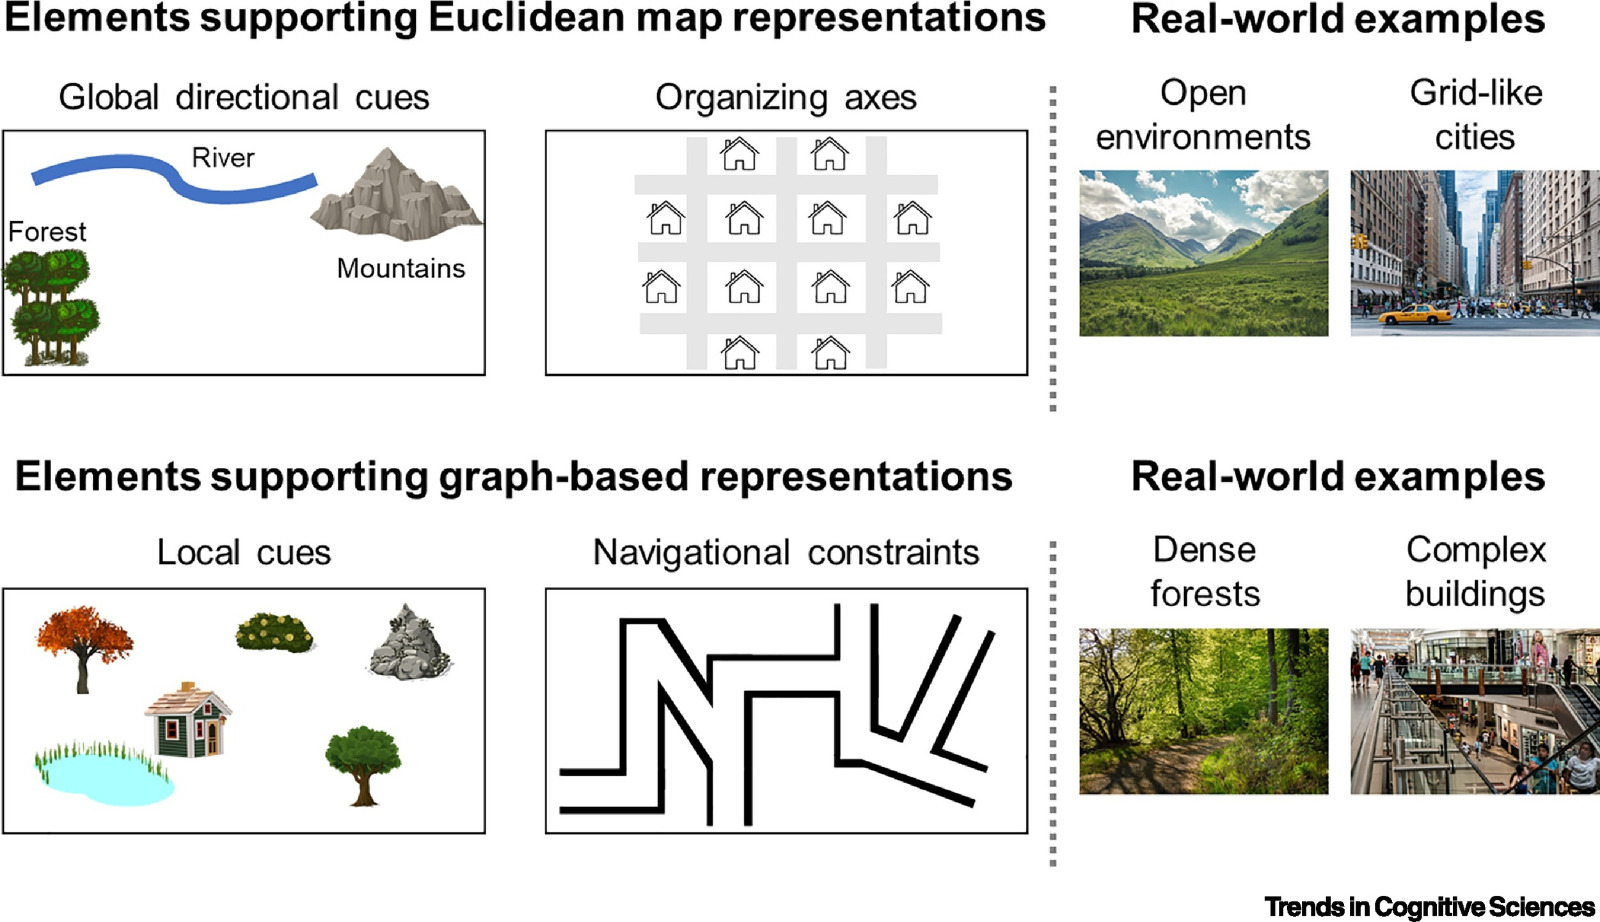 Elements supporting Euclidean map representations
Real-world examples
Global directional cues
Organizing axes
Open
environments
Grid-like
cities
River
Forest
Mountains
Elements supporting graph-based representations
Real-world examples
Local cues
Navigational constraints
Dense
forests
Complex
buildings
Trends in Cognitive Sciences